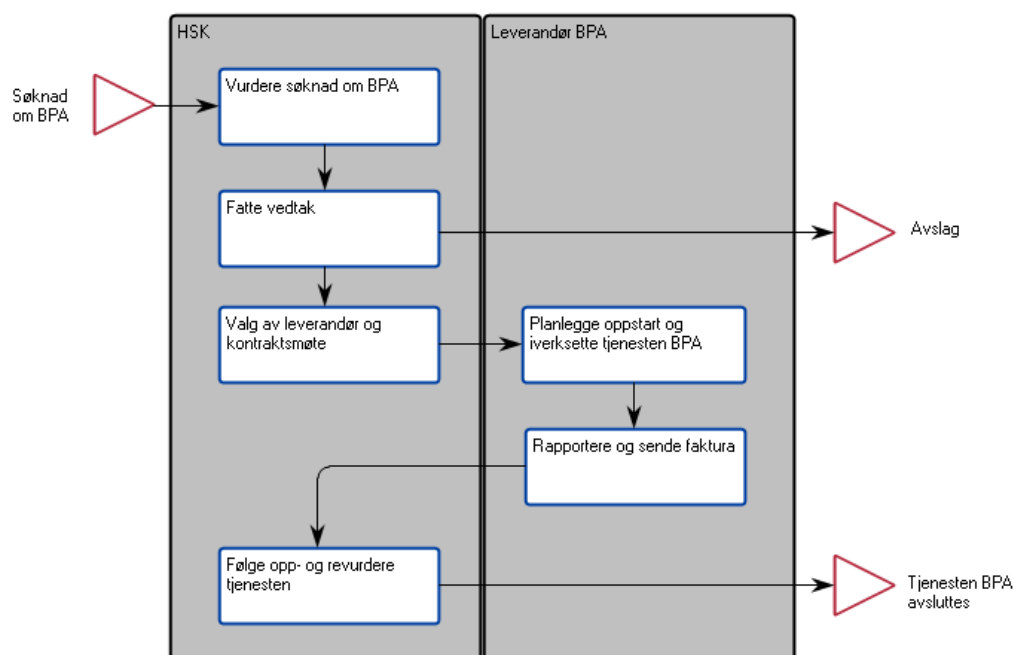 HSK
Leverandør BPA
Vurdere søknad om BPA
Søknad
om BPA
Fatte vedtak
Avslag
Valg av leverandør og
kontraktsmøte
Planlegge oppstart og
iverksette tjenesten BPA
Rapportere og sende faktura
Følge opp- og revurdere
tjenesten
Tjenesten BPA
avsluttes